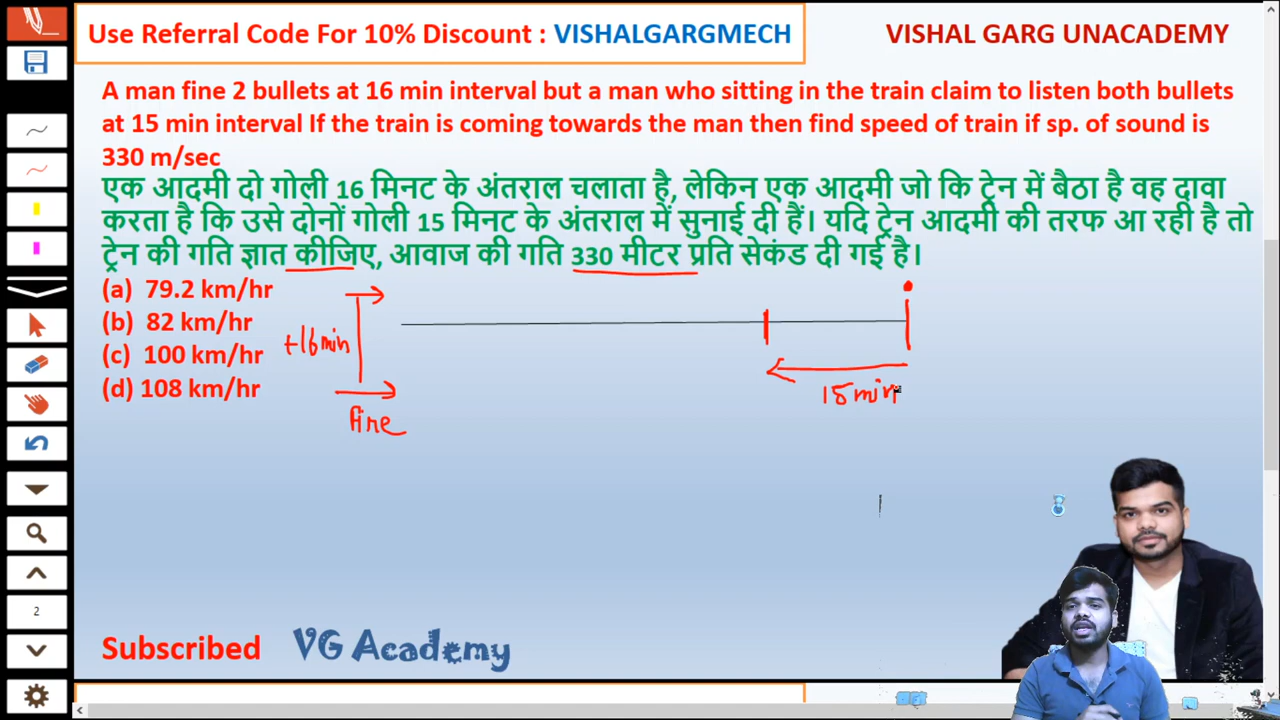 Use Referral Code For 10% Discount : VISHALGARGMECH
VISHAL GARG UNACADEMY
A man fine 2 bullets at 16 min interval but a man who sitting in the train claim to listen both bullets
at 15 min interval If the train is coming towards the man then find speed of train if sp. of sound is
330 m/sec
एक आदमी दो गोली 16 मिनट के अंतराल चलाता है, लेकिन एक आदमी जो कि ट्रेन में बैठा है वह दावा
करता है कि उसे दोनों गोली 15 मिनट के अंतराल में सुनाई दी हैं। यदि ट्रेन आदमी की तरफ आ रही है तो
ट्रेन की गति ज्ञात कीजिए, आवाज की गति 330 मीटर प्रति सेकंड दी गई है।
(a) 79.2 km/hr
(b) 82 km/hr
(c) 100 km/hr
(d) 108 km/hr
+16 min
15 min
fine
2
Subscribed VG Academy